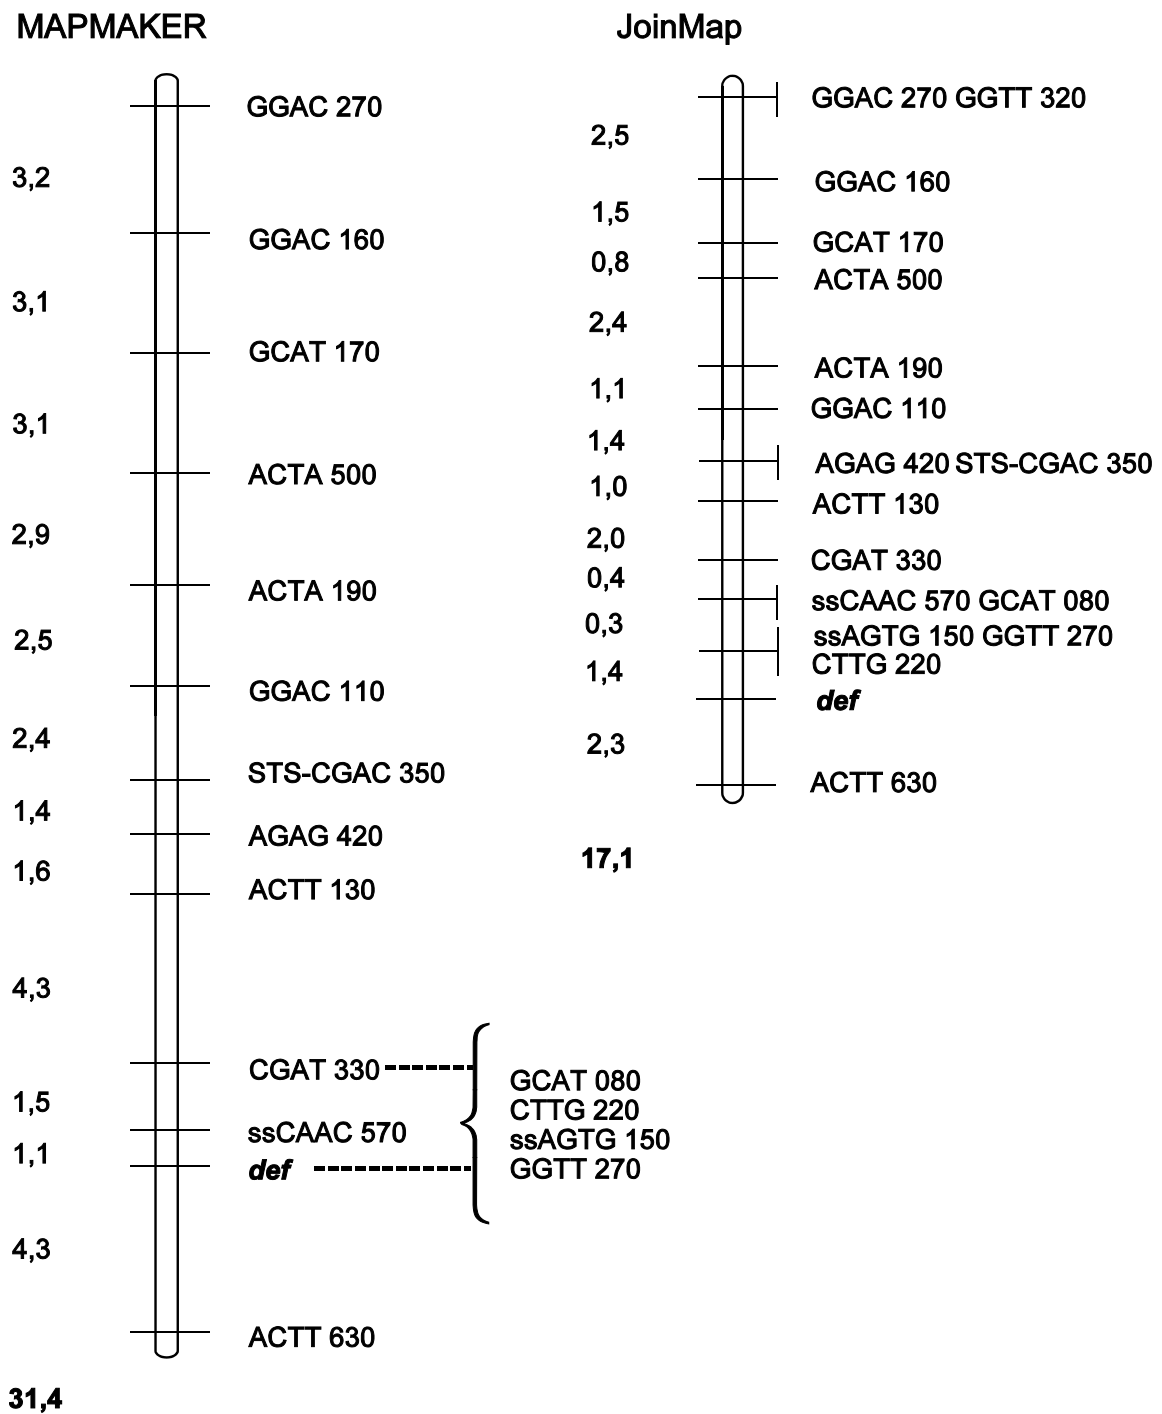 MAPMAKER
GGAC 270
3,2
GGAC 160
3,1
GCAT 170
3,1
ACTA 500
2,9
ACTA 190
2,5
GGAC 110
2,4
STS-CGAC 350
1,4
AGAG 420
1,6
ACTT 130
4,3
CGAT 330
1,5
ssCAAC 570
1,1
def
GCAT 080
CTTG 220
ssAGTG 150
GGTT 270
4,3
ACTT 630
31,4
JoinMap
GGAC 270 GGTT 320
2,5
GGAC 160
1,5
GCAT 170
0,8
ACTA 500
2,4
ACTA 190
1,1
GGAC 110
1,4
AGAG 420 STS-CGAC 350
1,0
ACTT 130
2,0
CGAT 330
0,4
ssCAAC 570 GCAT 080
0,3
ssAGTG 150 GGTT 270
CTTG 220
1,4
def
2,3
ACTT 630
17,1